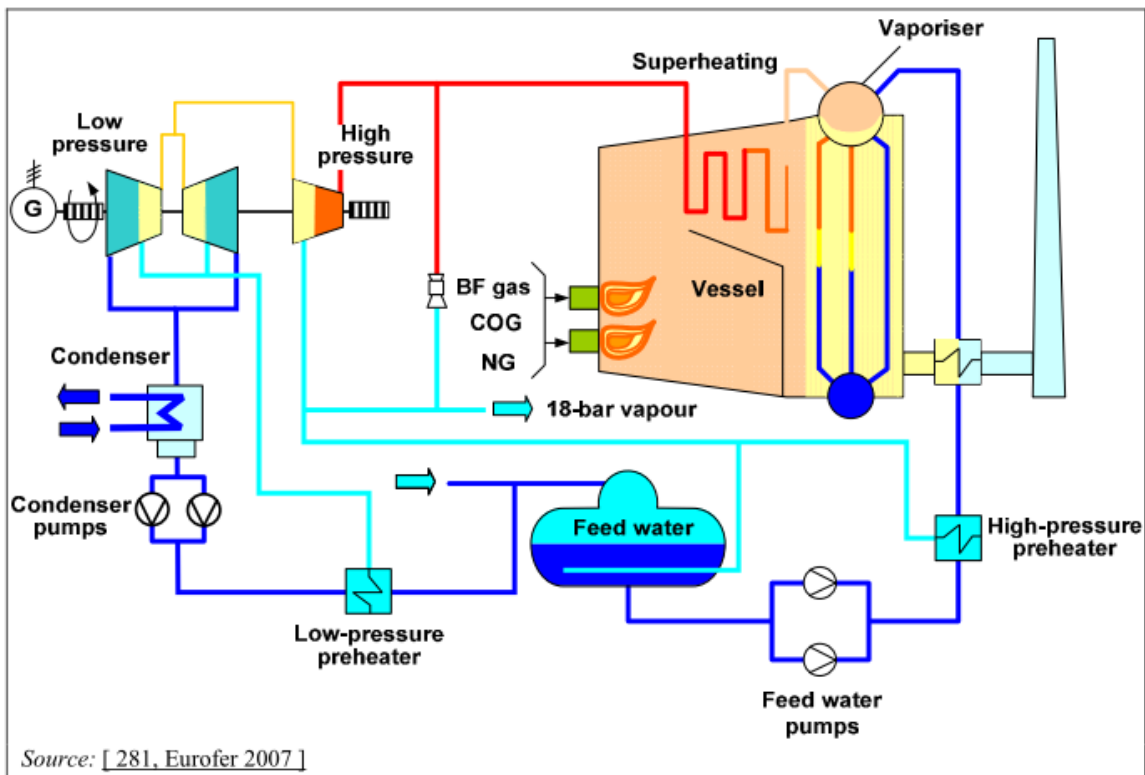 Vaporiser
Superheating
Low
pressure
High
pressure
G
BF gas
COG
NG
Vessel
Condenser
18-bar vapour
Condenser
pumps
Feed water
High-pressure
preheater
Low-pressure
preheater
Feed water
pumps
Source: [ 281, Eurofer 2007 ]